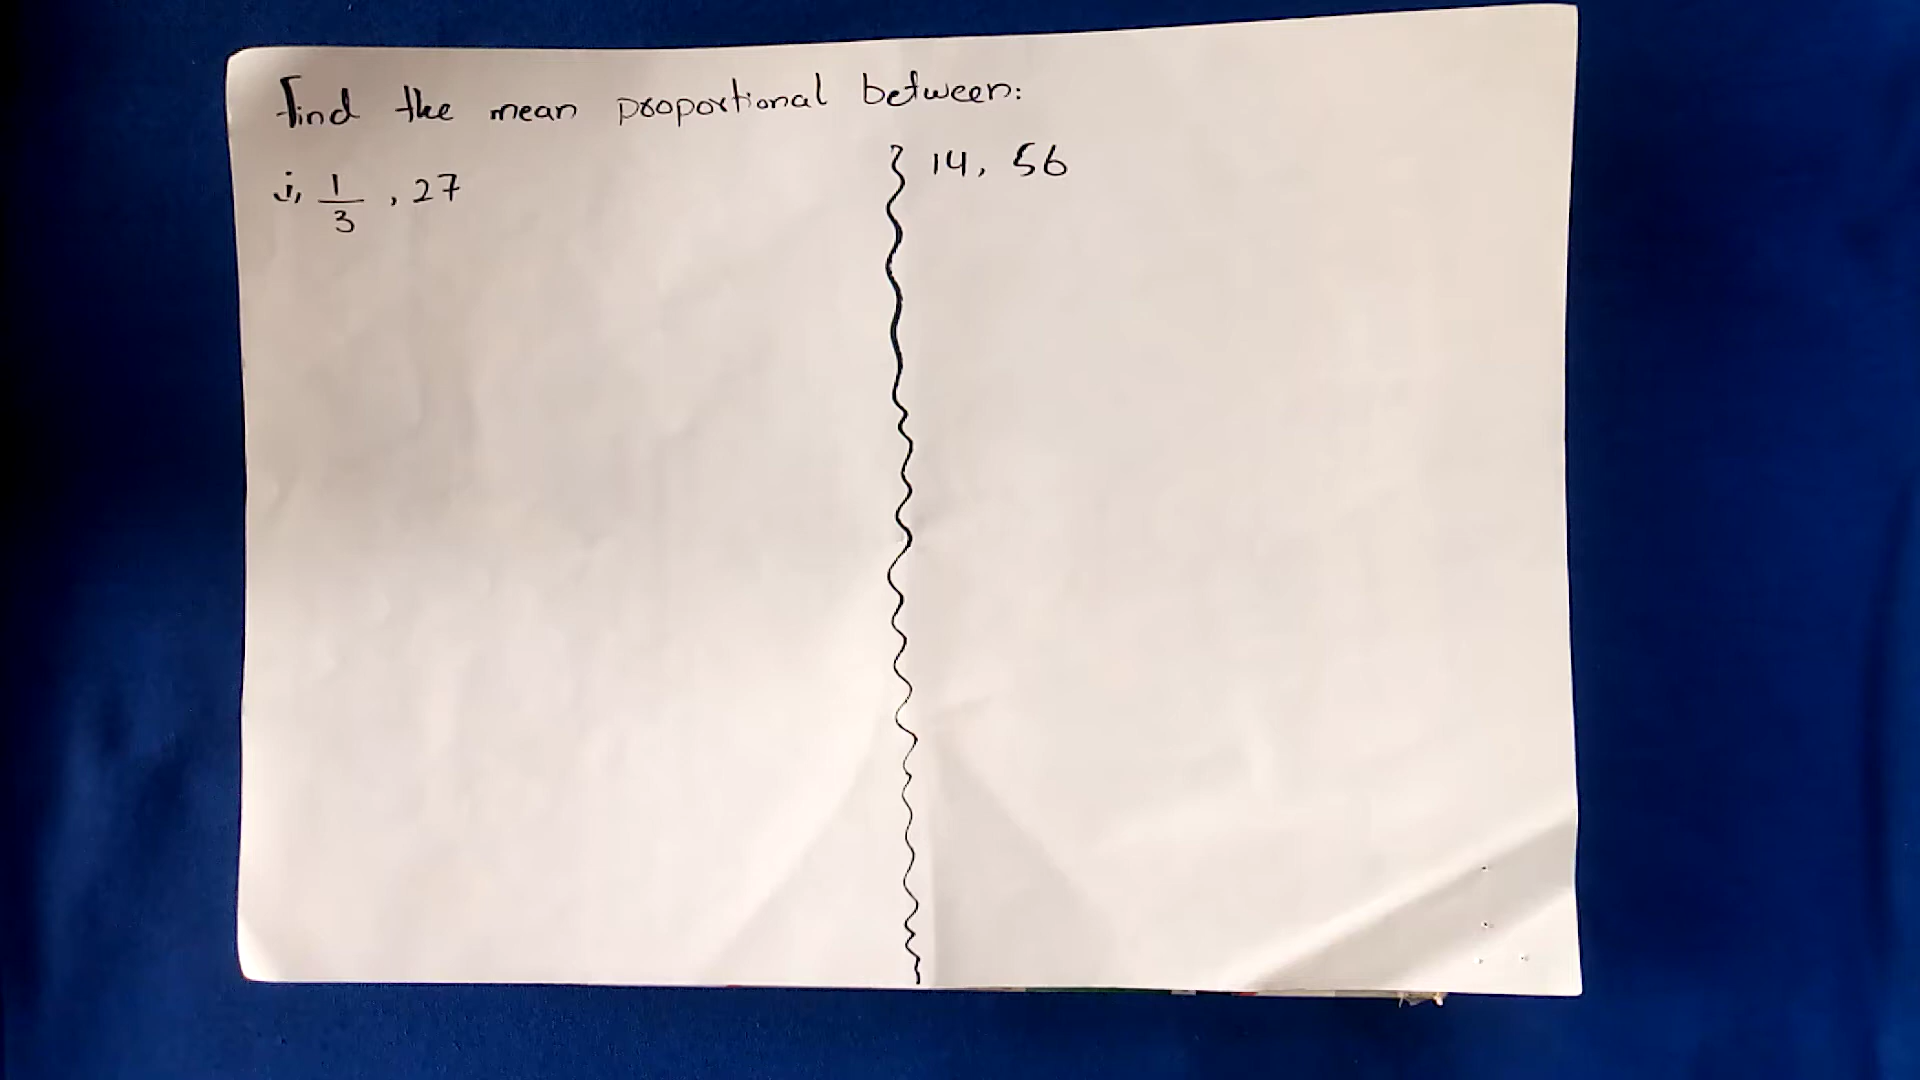 Find the mean proportional between:
i, 1/3 , 27
14, 56